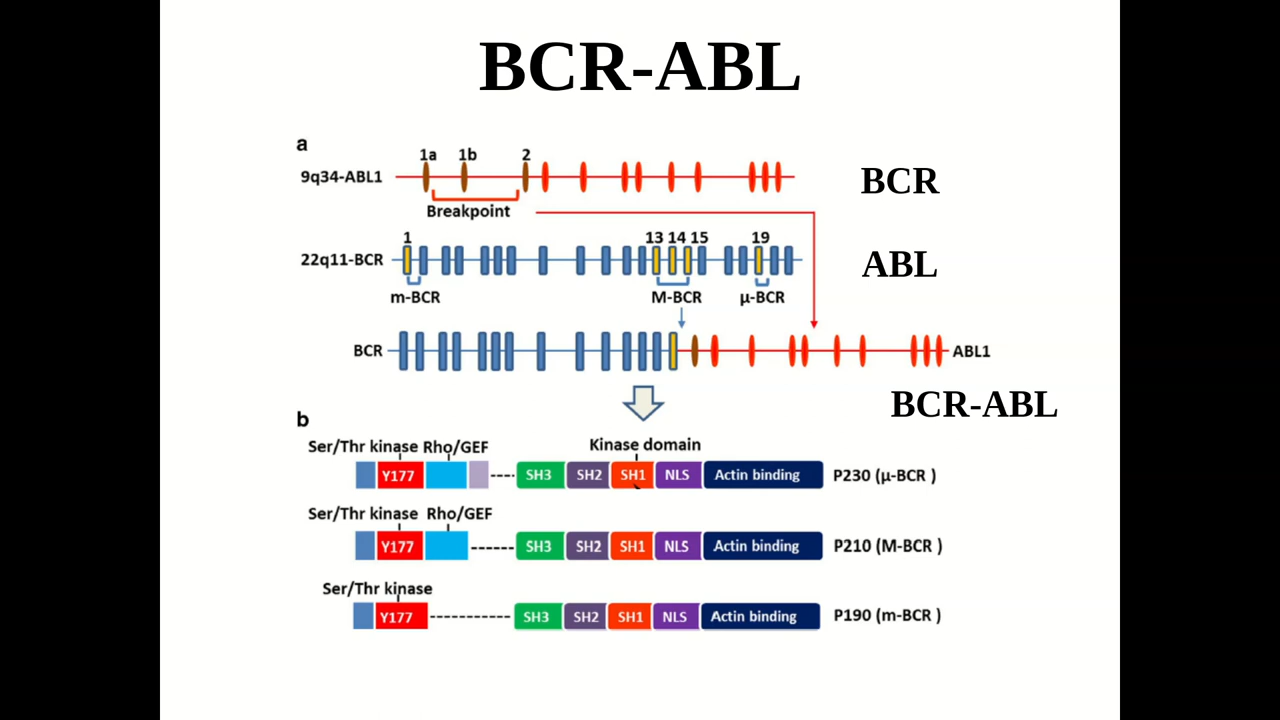 BCR-ABL
a
1a 1b 2
9q34-ABL1
BCR
Breakpoint
1 13 14 15 19
22q11-BCR
ABL
m-BCR M-BCR μ-BCR
BCR ABL1
BCR-ABL
b
Ser/Thr kinase Rho/GEF Kinase domain
Y177 SH3 SH2 SH1 NLS Actin binding P230 (μ-BCR )
Ser/Thr kinase Rho/GEF
Y177 SH3 SH2 SH1 NLS Actin binding P210 (M-BCR )
Ser/Thr kinase
Y177 SH3 SH2 SH1 NLS Actin binding P190 (m-BCR )